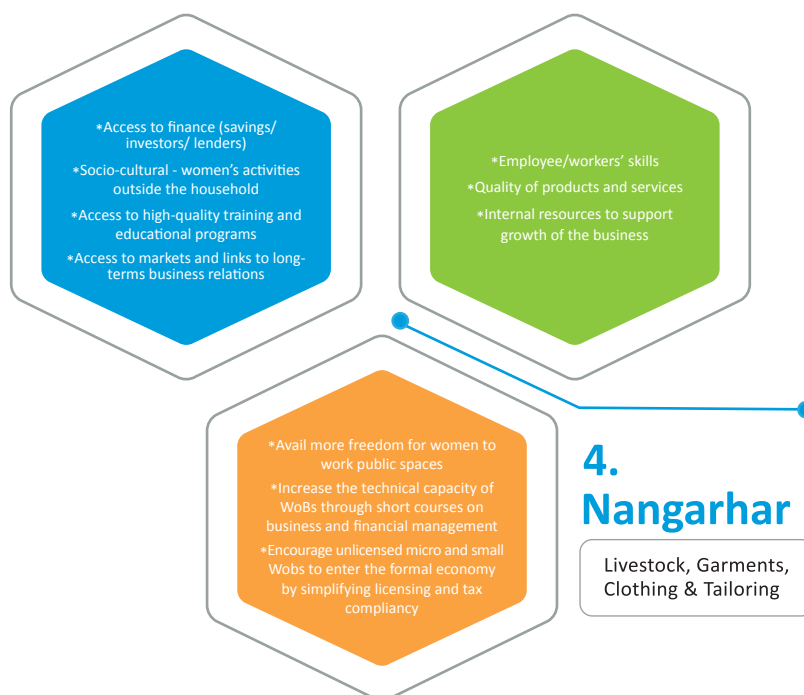 *Access to finance (savings/
investors/ lenders)
*Socio-cultural - women's activities
outside the household
*Access to high-quality training and
educational programs
*Access to markets and links to long-
terms business relations
*Employee/workers' skills
*Quality of products and services
*Internal resources to support
growth of the business
*Avail more freedom for women to
work public spaces
*Increase the technical capacity of
WoBs through short courses on
business and financial management
*Encourage unlicensed micro and small
Wobs to enter the formal economy
by simplifying licensing and tax
compliancy
4.
Nangarhar
Livestock, Garments,
Clothing & Tailoring